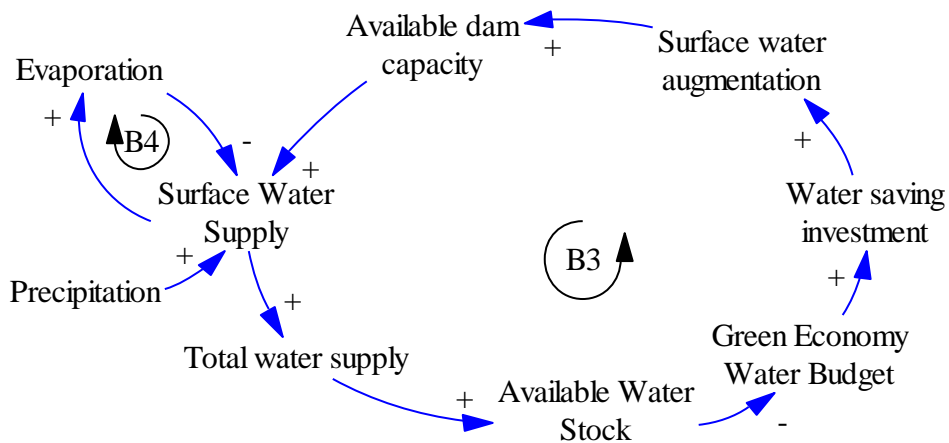 Available dam
capacity
+
Surface water
augmentation
Evaporation
+
B4
-
+
+
Surface Water
Supply
Water saving
investment
+
B3
+
Precipitation
+
Green Economy
Water Budget
Total water supply
+
Available Water
Stock
-